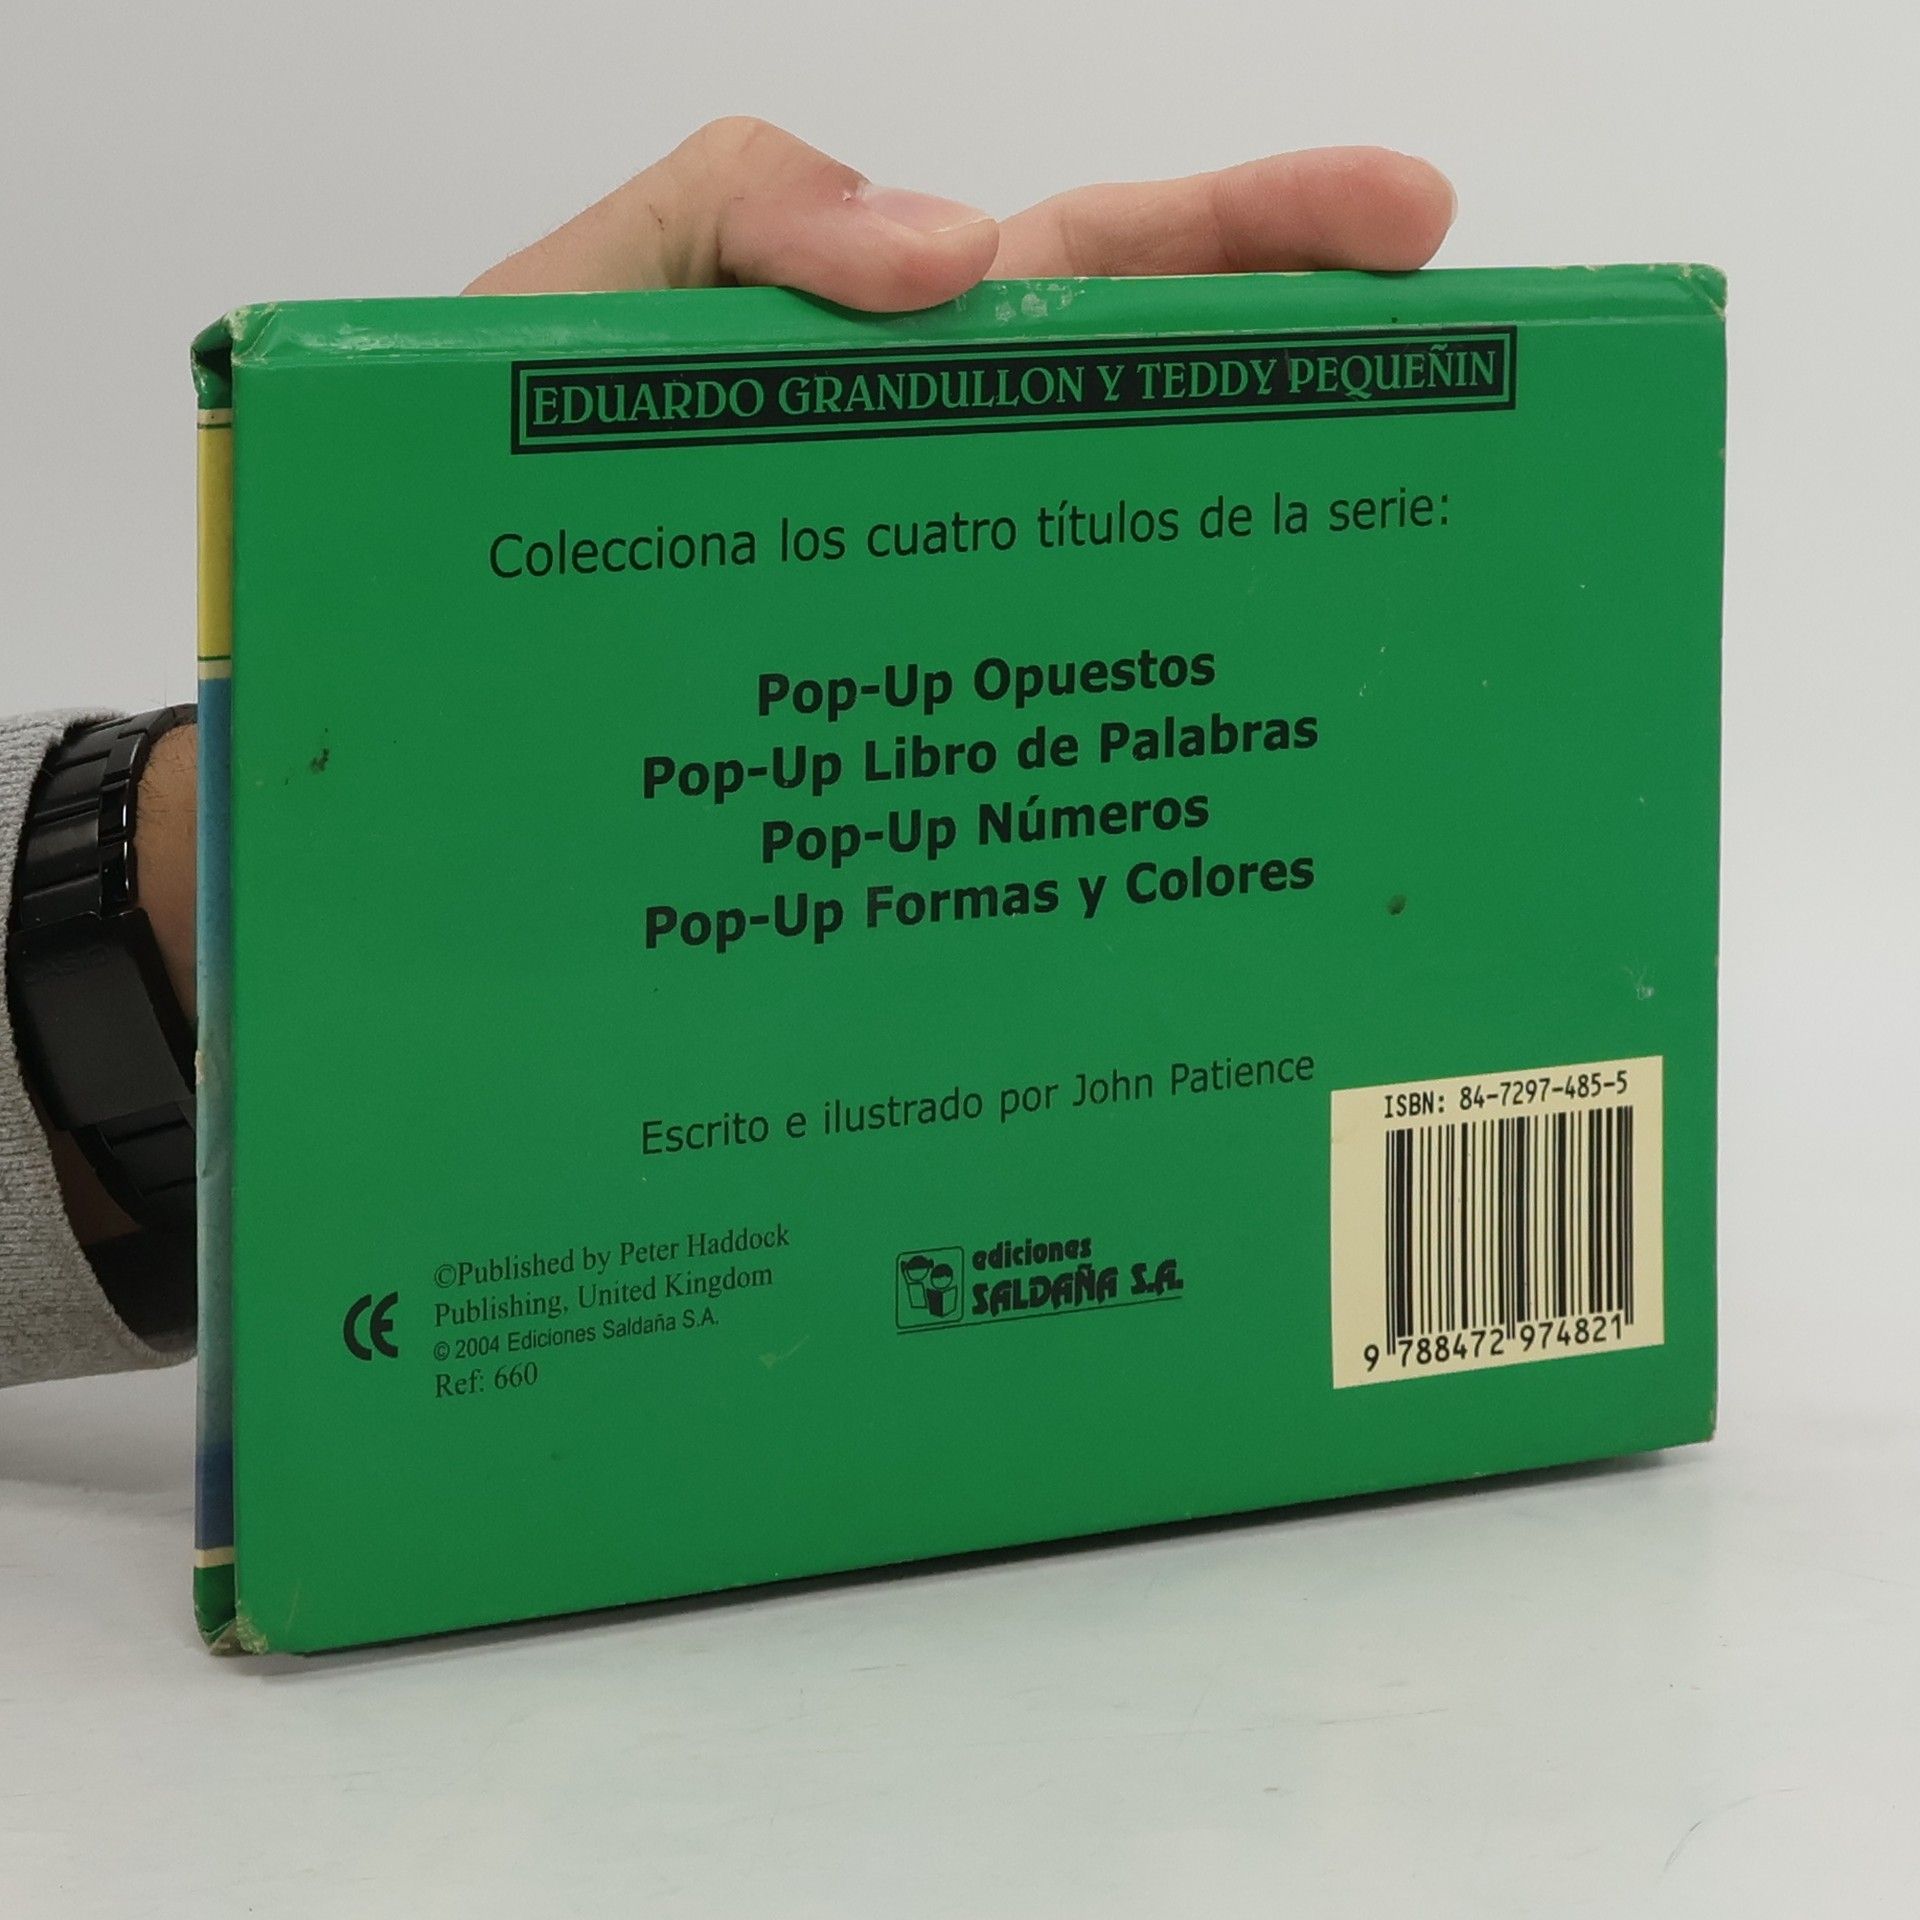 EDUARDO GRANDULLON Y TEDDY PEQUEÑIN
Colecciona los cuatro títulos de la serie:
Pop-Up Opuestos
Pop-Up Libro de Palabras
Pop-Up Números
Pop-Up Formas y Colores
Escrito e ilustrado por John Patience
ISBN: 84-7297-485-5
9 788472 974821
CE
©Published by Peter Haddock
Publishing, United Kingdom
© 2004 Ediciones Saldaña S.A.
Ref: 660
ediciones
SALDAÑA S.A.
CASIO